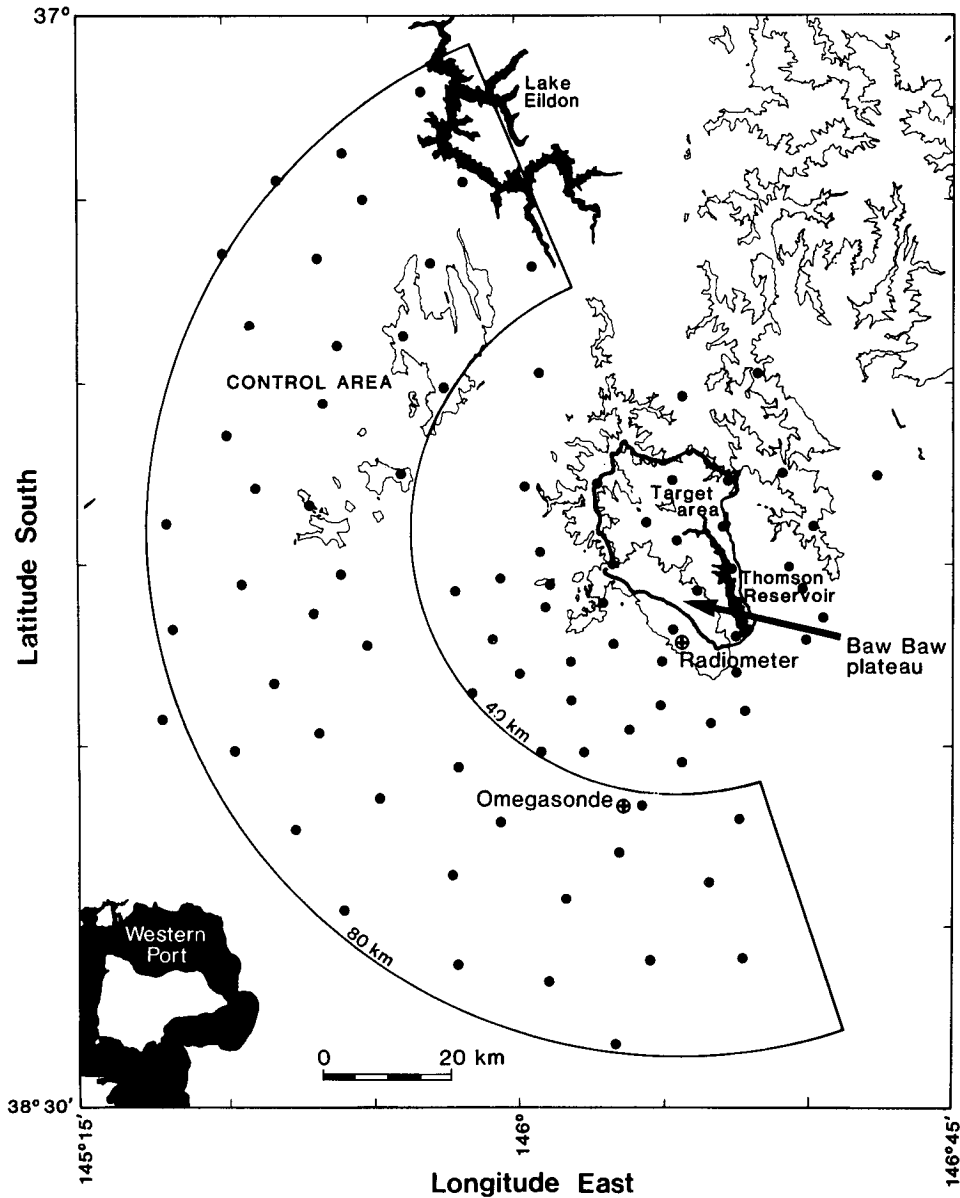 37°
Lake
Eildon
CONTROL AREA
Target
area
Thomson
Reservoir
Baw Baw
plateau
Radiometer
40 km
Omegasonde
Western
Port
80 km
0 20 km
38°30'
145°15'
146°
146°45'
Latitude South
Longitude East